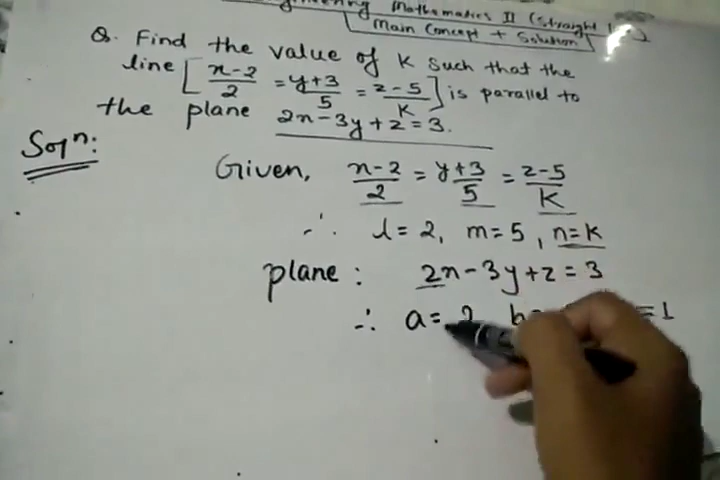 Mathematics II (Straight
Main Concept + Solution
Q. Find the value of K such that the
line [x-2/2 = y+3/5 = z-5/K] is parallel to
the plane 2x-3y+z=3.
Solⁿ:
Given, x-2/2 = y+3/5 = z-5/K
∴ l=2, m=5, n=K
plane: 2x-3y+z=3
∴ a=2 =1